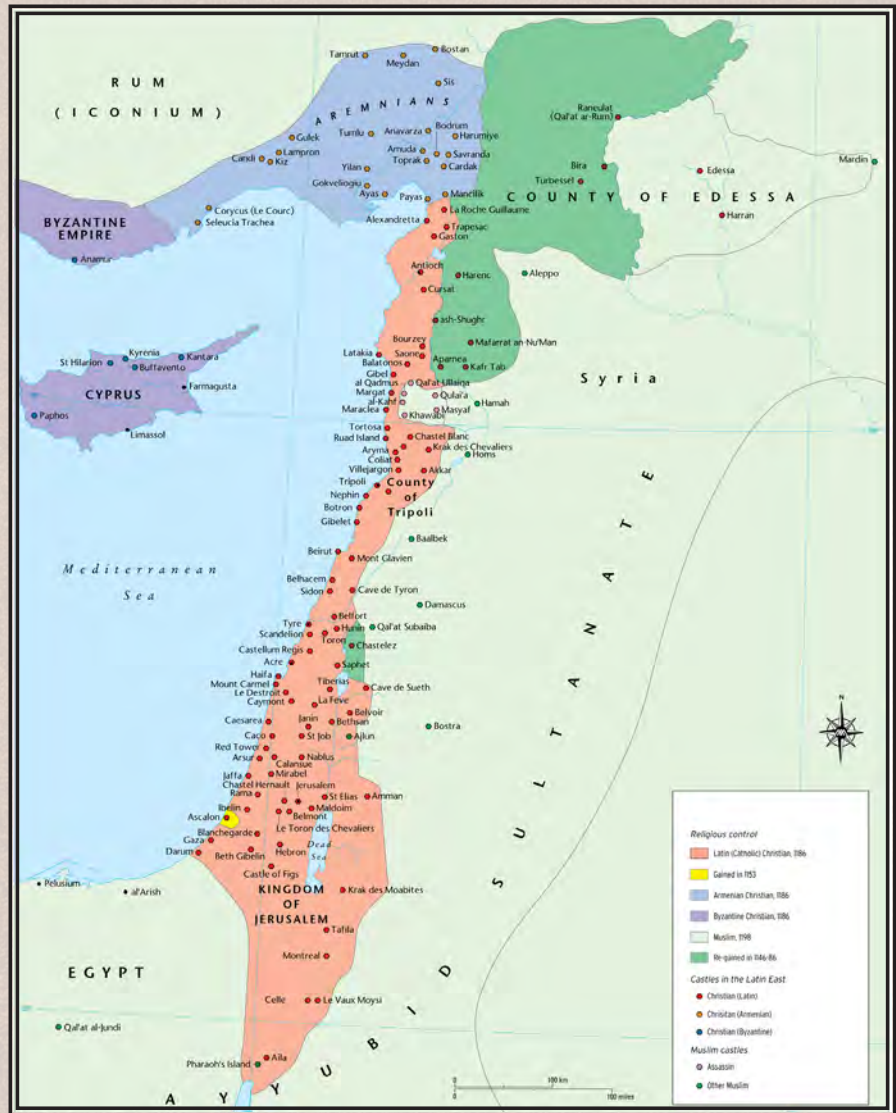 RUM
(ICONIUM)
AREMNIANS
Tamrut
Bostan
Meydan
Sis
Gulek
Tumlu
Anavarza
Bodrum
Harumiye
Lampron
Candi
Kiz
Amuda
Toprak
Savranda
Cardak
Yilan
Gokvelioglu
Ayas
Payas
Mancilik
Ranculat
(Qal'at ar-Rum)
Bira
Turbessel
Edessa
Mardin
COUNTY OF EDESSA
Harran
BYZANTINE
EMPIRE
Corycus (Le Courc)
Seleucia Trachea
Anamur
La Roche Guillaume
Alexandretta
Trapesac
Gaston
Antioch
Harenc
Aleppo
Cursat
ash-Shughr
Bourzey
Mafarrat an-Nu'Man
Latakia
Saone
Balatonos
Apamea
Kafr Tab
Gibel
al Qadmus
Qal'at Ullaiqa
Margat
Qulai'a
al-Kahf
Hamah
Maraclea
Masyaf
Khawabi
Syria
St Hilarion
Kyrenia
Kantara
Buffavento
CYPRUS
Farmagusta
Paphos
Limassol
Tortosa
Ruad Island
Chastel Blanc
Aryma
Krak des Chevaliers
Coliat
Homs
Villejargon
Akkar
Tripoli
County
of
Tripoli
Nephin
Botron
Gibelet
Baalbek
Beirut
Mont Glavien
Mediterranean
Sea
Belhacem
Sidon
Cave de Tyron
Damascus
Belfort
Tyre
Hunin
Qal'at Subaiba
Scandelion
Toron
Chastelez
Castellum Regis
Acre
Saphet
Haifa
Mount Carmel
Tiberias
Cave de Sueth
Le Destroit
Caymont
La Feve
Belvoir
Caesarea
Janin
Bethsan
Bostra
Caco
St Job
Ajlun
Red Tower
Arsur
Nablus
Calansue
Jaffa
Mirabel
Chastel Hernault
Jerusalem
Rama
St Elias
Amman
Ibelin
Maldoim
Ascalon
Belmont
Blanchegarde
Le Toron des Chevaliers
Gaza
Dead
Sea
Darum
Beth Gibelin
Hebron
Castle of Figs
KINGDOM
OF
JERUSALEM
Krak des Moabites
Pelusium
al'Arish
Tafila
Montreal
EGYPT
Celle
Le Vaux Moysi
Qal'at al-Jundi
Aila
Pharaoh's Island
AYYUBID SULTANATE
N
Religious control
Latin (Catholic) Christian, 1186
Gained in 1153
Armenian Christian, 1186
Byzantine Christian, 1186
Muslim, 1198
Re-gained in 1146-86
Castles in the Latin East
Christian (Latin)
Chrisitan (Armenian)
Christian (Byzantine)
Muslim castles
Assassin
Other Muslim
0
100 km
0
100 miles